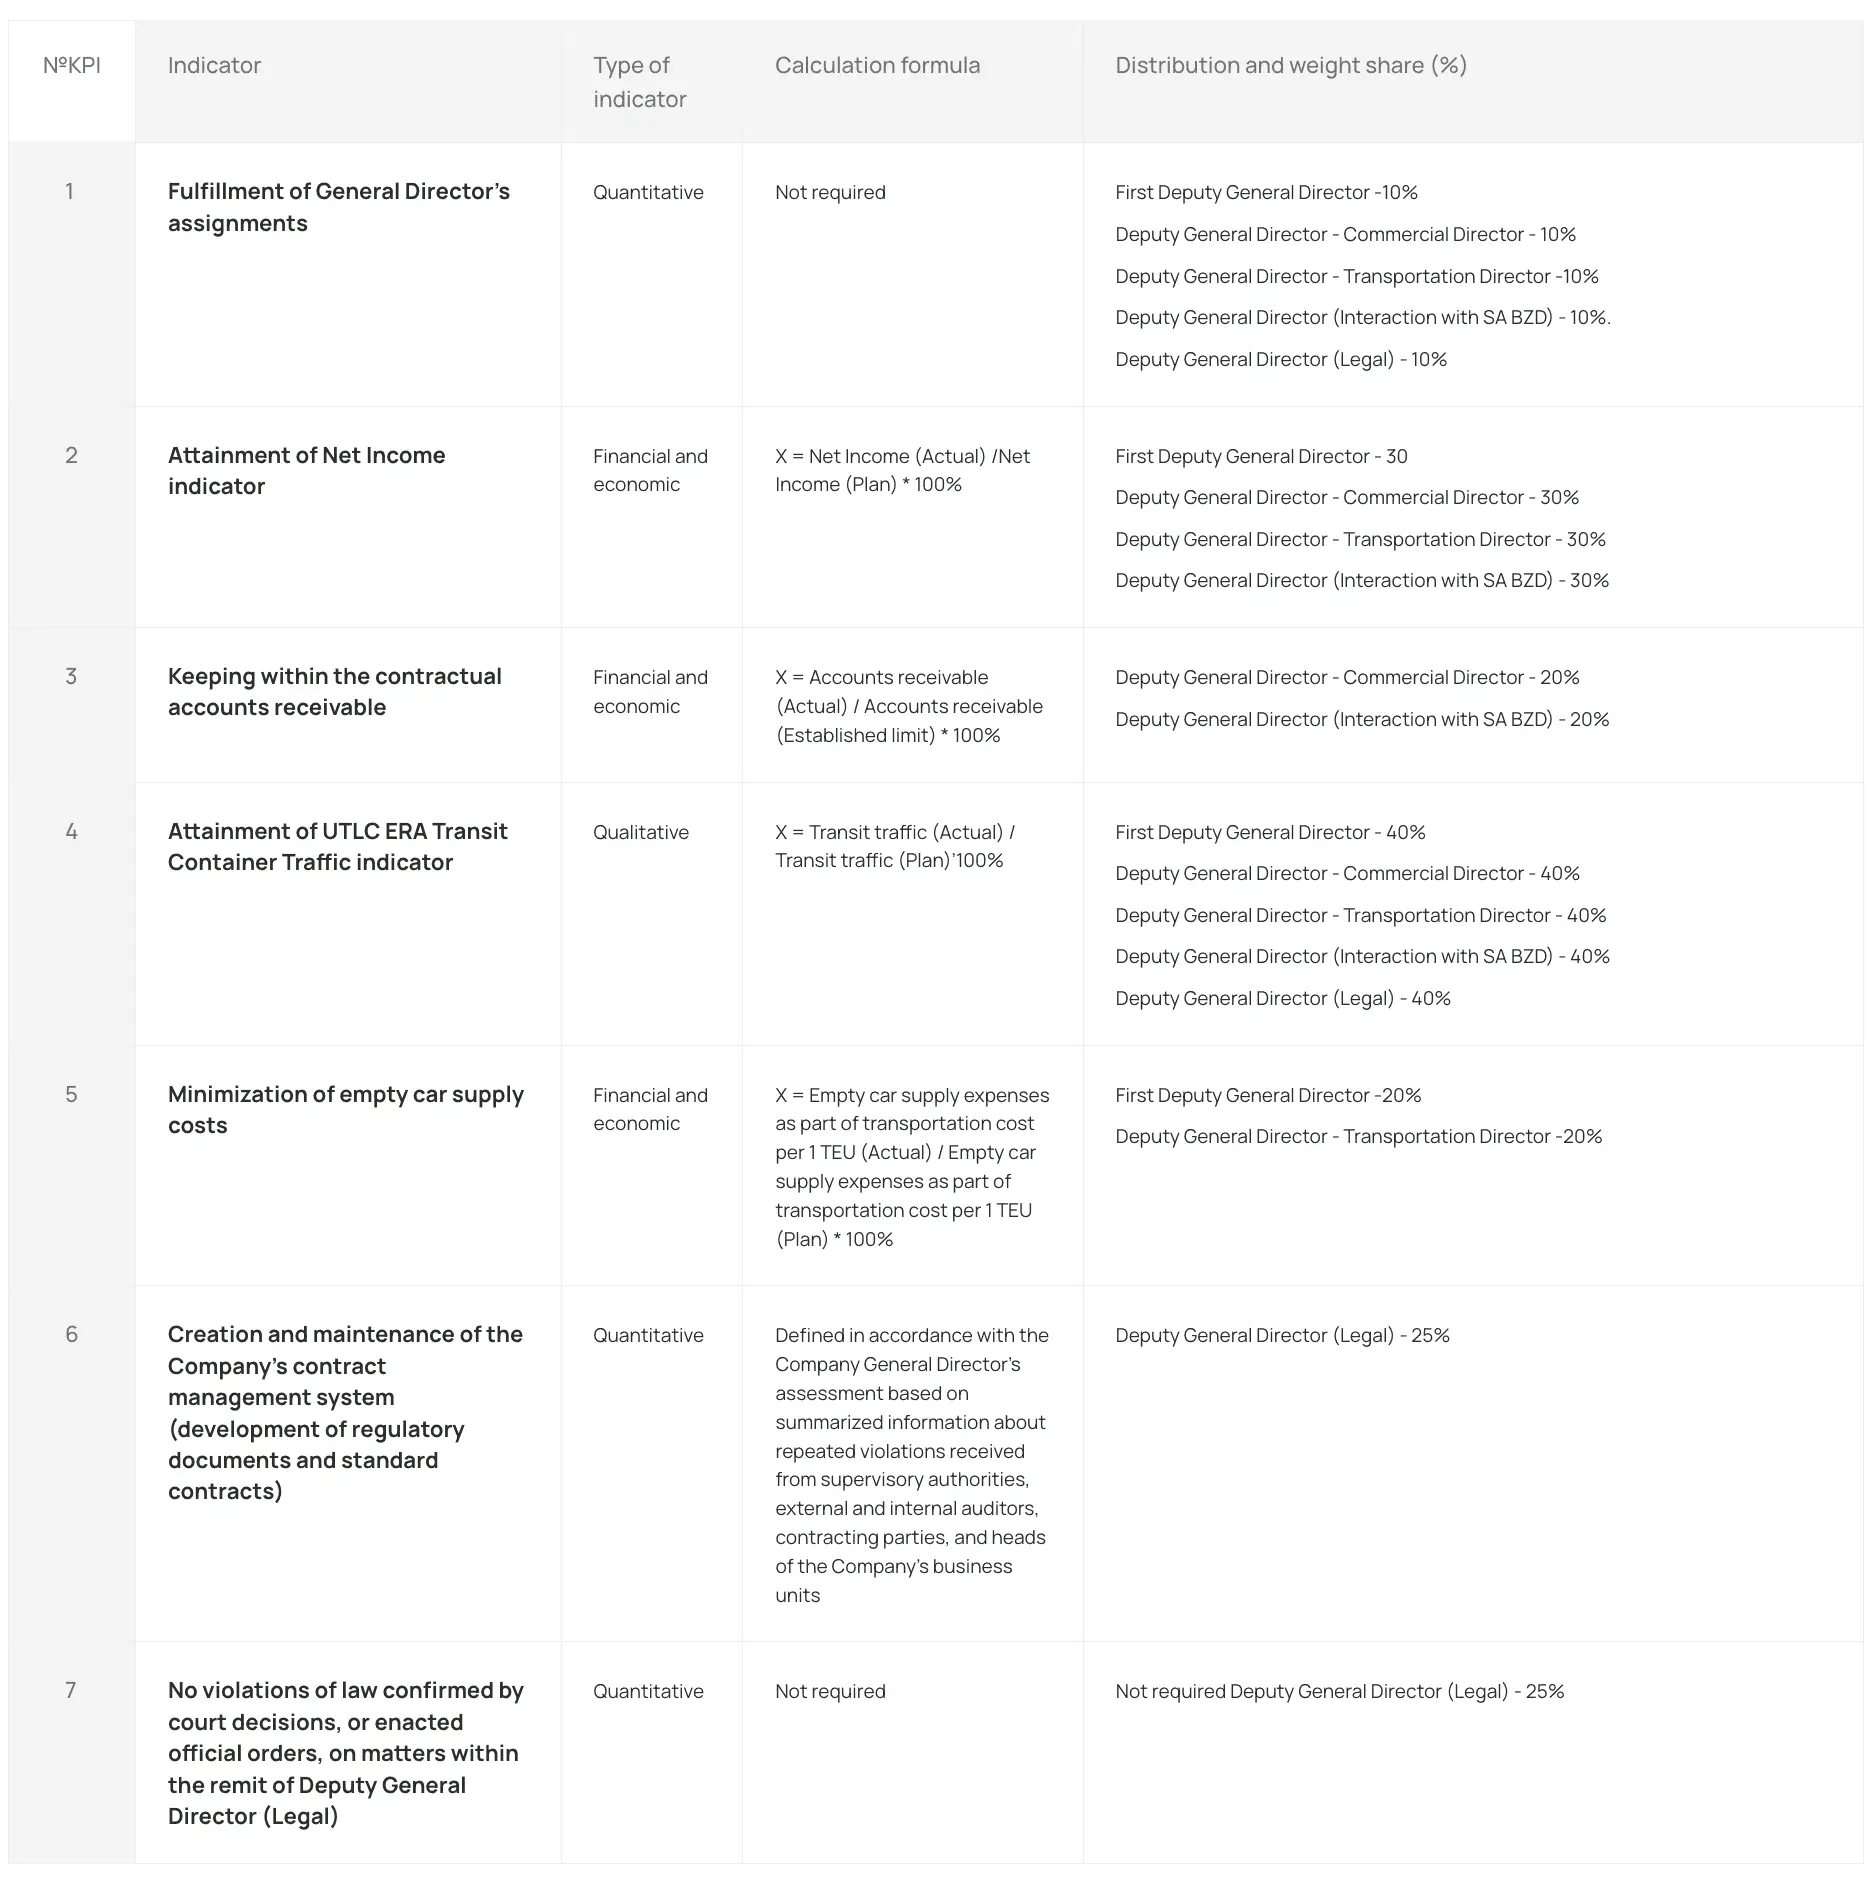 №KPI
Indicator
Type of
indicator
Calculation formula
Distribution and weight share (%)
1
Fulfillment of General Director’s
assignments
Quantitative
Not required
First Deputy General Director -10%
Deputy General Director - Commercial Director - 10%
Deputy General Director - Transportation Director -10%
Deputy General Director (Interaction with SA BZD) - 10%.
Deputy General Director (Legal) - 10%
2
Attainment of Net Income
indicator
Financial and
economic
X = Net Income (Actual) /Net
Income (Plan) * 100%
First Deputy General Director - 30
Deputy General Director - Commercial Director - 30%
Deputy General Director - Transportation Director - 30%
Deputy General Director (Interaction with SA BZD) - 30%
3
Keeping within the contractual
accounts receivable
Financial and
economic
X = Accounts receivable
(Actual) / Accounts receivable
(Established limit) * 100%
Deputy General Director - Commercial Director - 20%
Deputy General Director (Interaction with SA BZD) - 20%
4
Attainment of UTLC ERA Transit
Container Traffic indicator
Qualitative
X = Transit traffic (Actual) /
Transit traffic (Plan)’100%
First Deputy General Director - 40%
Deputy General Director - Commercial Director - 40%
Deputy General Director - Transportation Director - 40%
Deputy General Director (Interaction with SA BZD) - 40%
Deputy General Director (Legal) - 40%
5
Minimization of empty car supply
costs
Financial and
economic
X = Empty car supply expenses
as part of transportation cost
per 1 TEU (Actual) / Empty car
supply expenses as part of
transportation cost per 1 TEU
(Plan) * 100%
First Deputy General Director -20%
Deputy General Director - Transportation Director -20%
6
Creation and maintenance of the
Company’s contract
management system
(development of regulatory
documents and standard
contracts)
Quantitative
Defined in accordance with the
Company General Director’s
assessment based on
summarized information about
repeated violations received
from supervisory authorities,
external and internal auditors,
contracting parties, and heads
of the Company’s business
units
Deputy General Director (Legal) - 25%
7
No violations of law confirmed by
court decisions, or enacted
official orders, on matters within
the remit of Deputy General
Director (Legal)
Quantitative
Not required
Not required Deputy General Director (Legal) - 25%